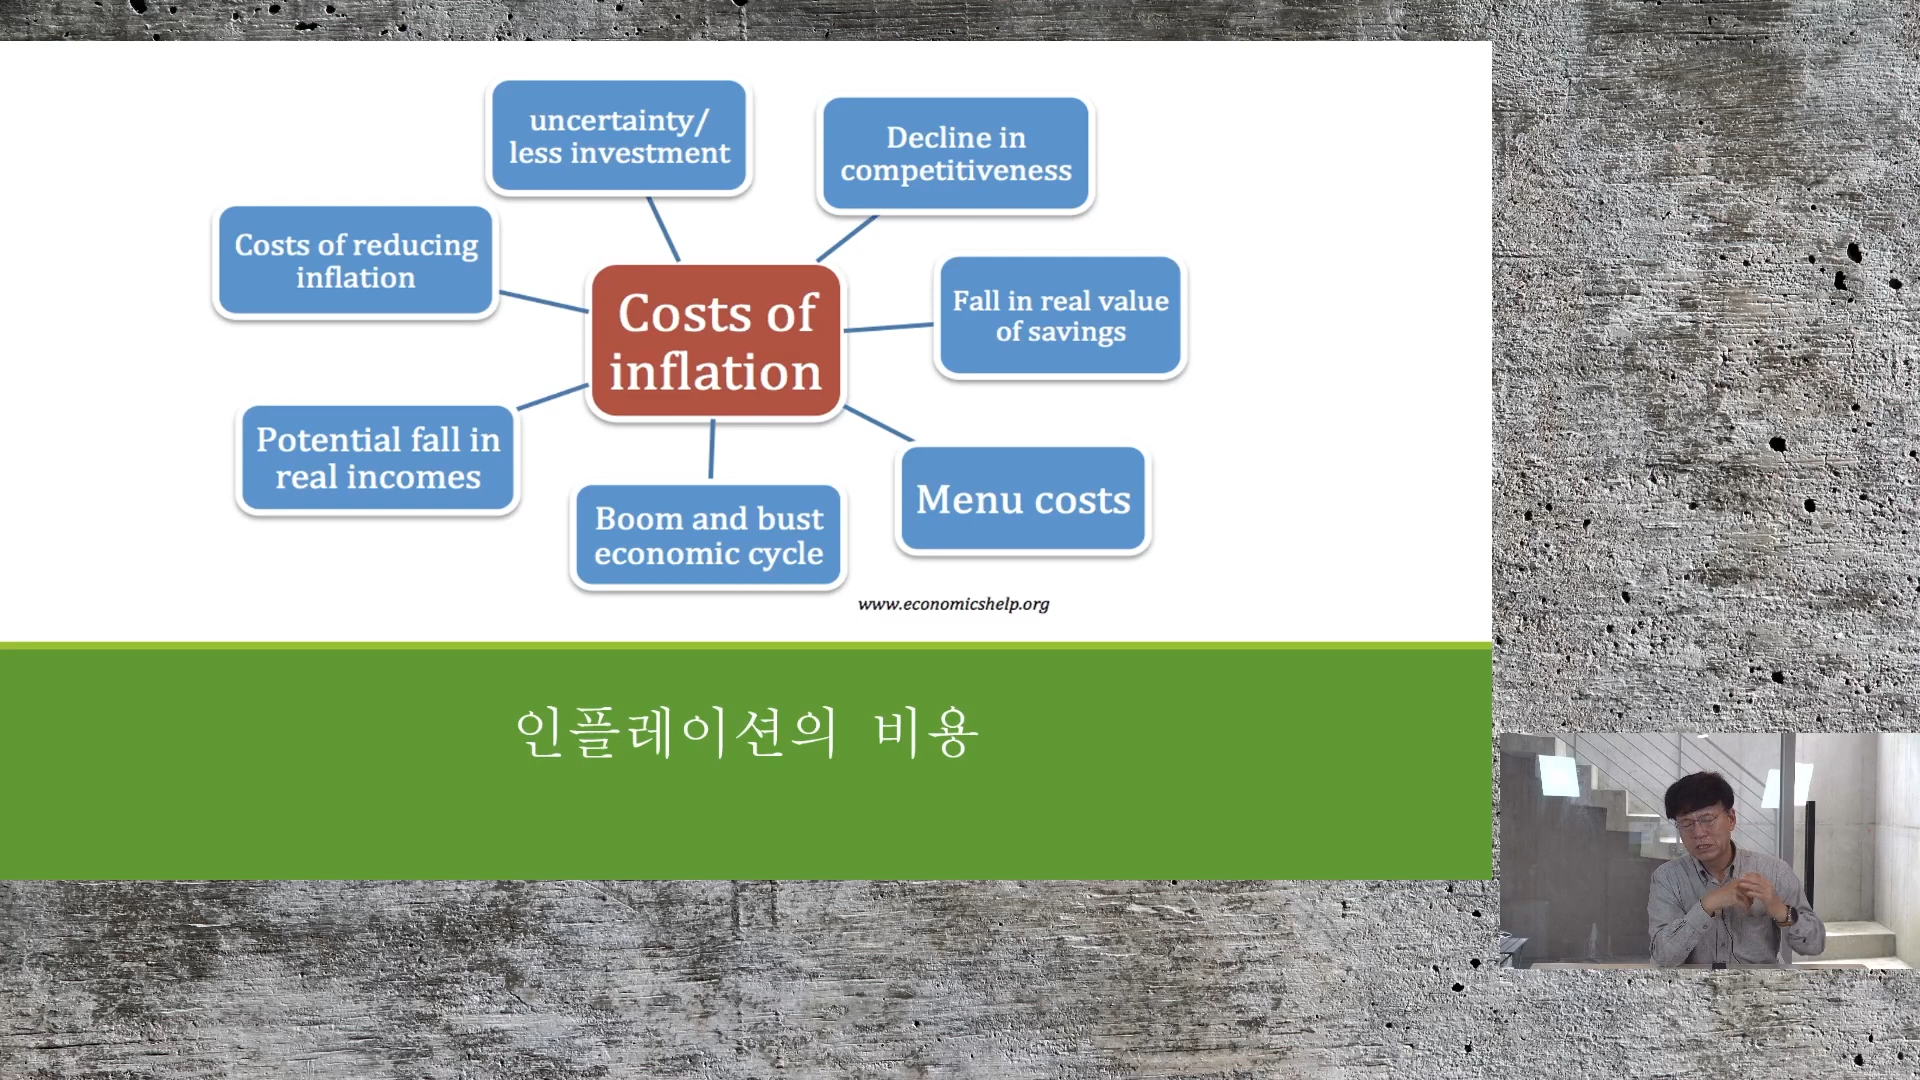 uncertainty/
less investment
Decline in
competitiveness
Costs of reducing
inflation
Costs of
inflation
Fall in real value
of savings
Potential fall in
real incomes
Boom and bust
economic cycle
Menu costs
www.economicshelp.org
인플레이션의 비용